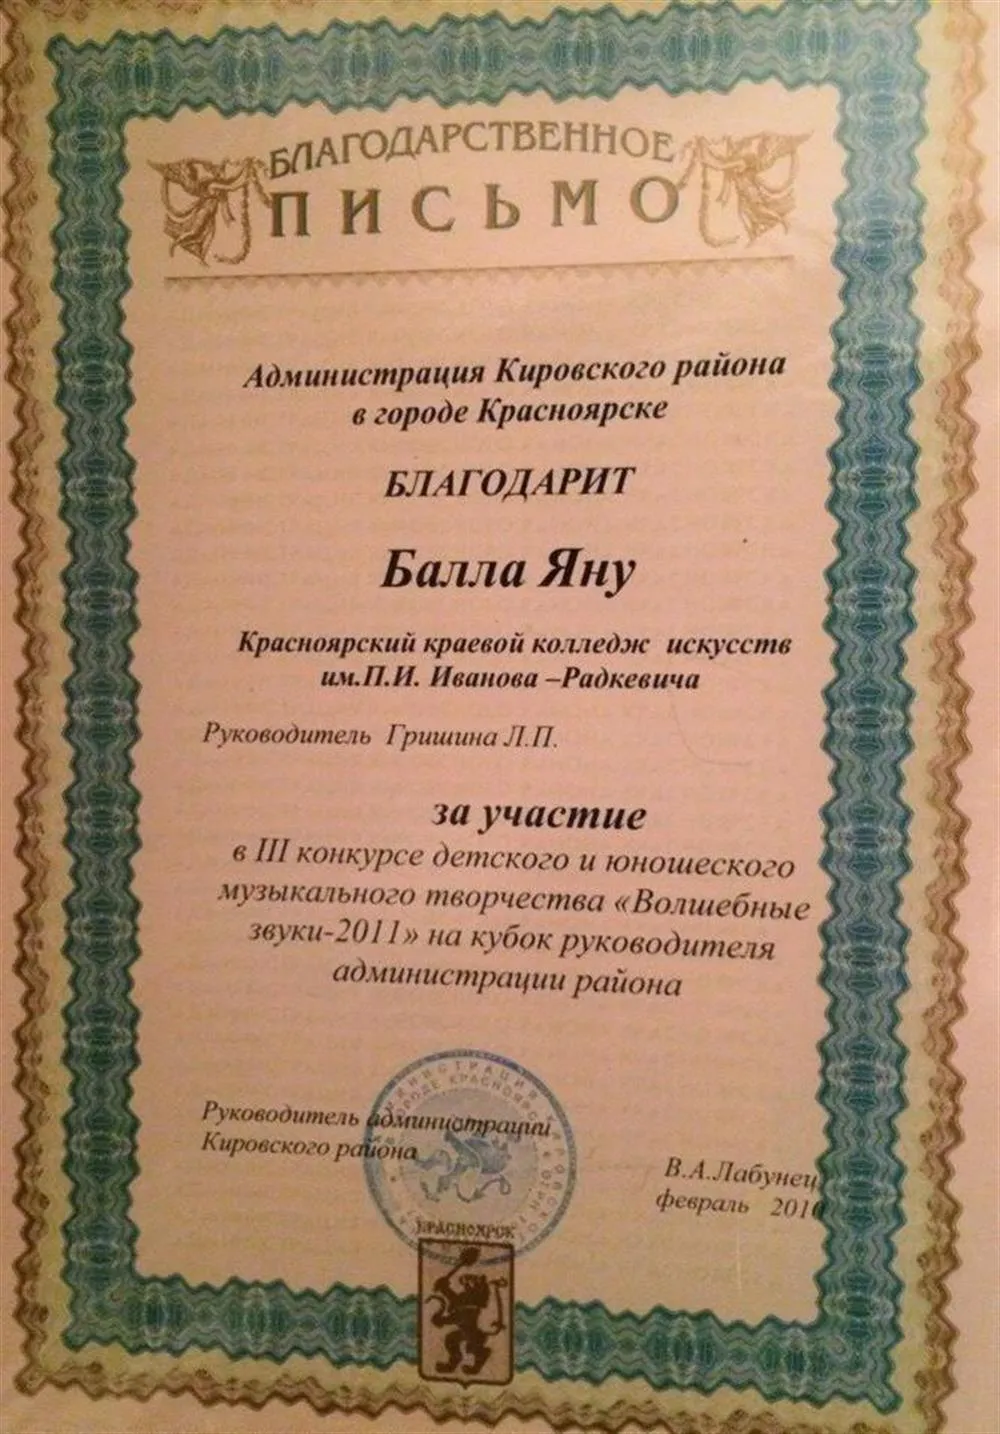 БЛАГОДАРСТВЕННОЕ
ПИСЬМО
Администрация Кировского района
в городе Красноярске
БЛАГОДАРИТ
Балла Яну
Красноярский краевой колледж искусств
им.П.И. Иванова –Радкевича
Руководитель Гришина Л.П.
за участие
в III конкурсе детского и юношеского
музыкального творчества «Волшебные
звуки-2011» на кубок руководителя
администрации района
Руководитель администрации
Кировского района
В.А.Лабунец
февраль
КРАСНОЯРСК